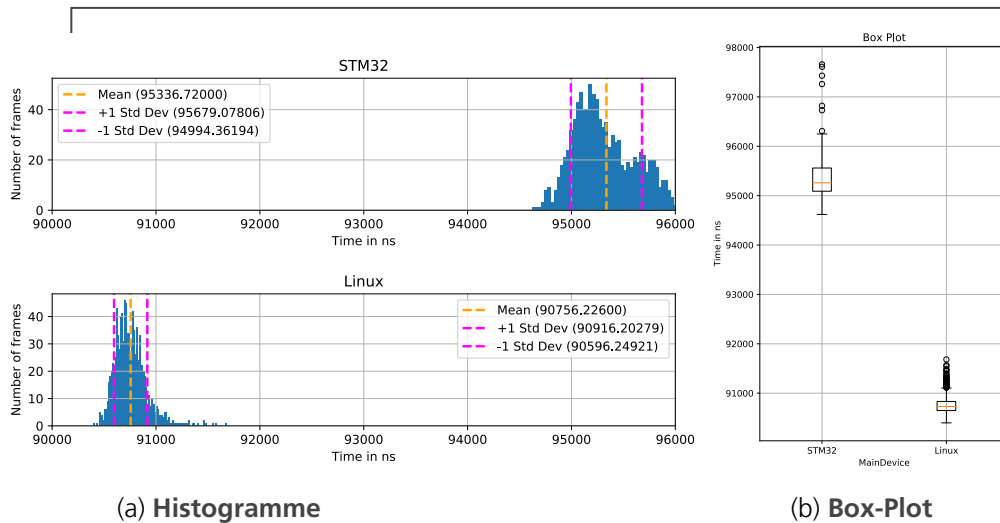 STM32
Number of frames
40
20
0
Mean (95336.72000)
+1 Std Dev (95679.07806)
-1 Std Dev (94994.36194)
90000 91000 92000 93000 94000 95000 96000
Time in ns
Linux
Number of frames
40
30
20
10
0
Mean (90756.22600)
+1 Std Dev (90916.20279)
-1 Std Dev (90596.24921)
90000 91000 92000 93000 94000 95000 96000
Time in ns
(a) Histogramme
Box Plot
Time in ns
98000
97000
96000
95000
94000
93000
92000
91000
STM32 Linux
MainDevice
(b) Box-Plot